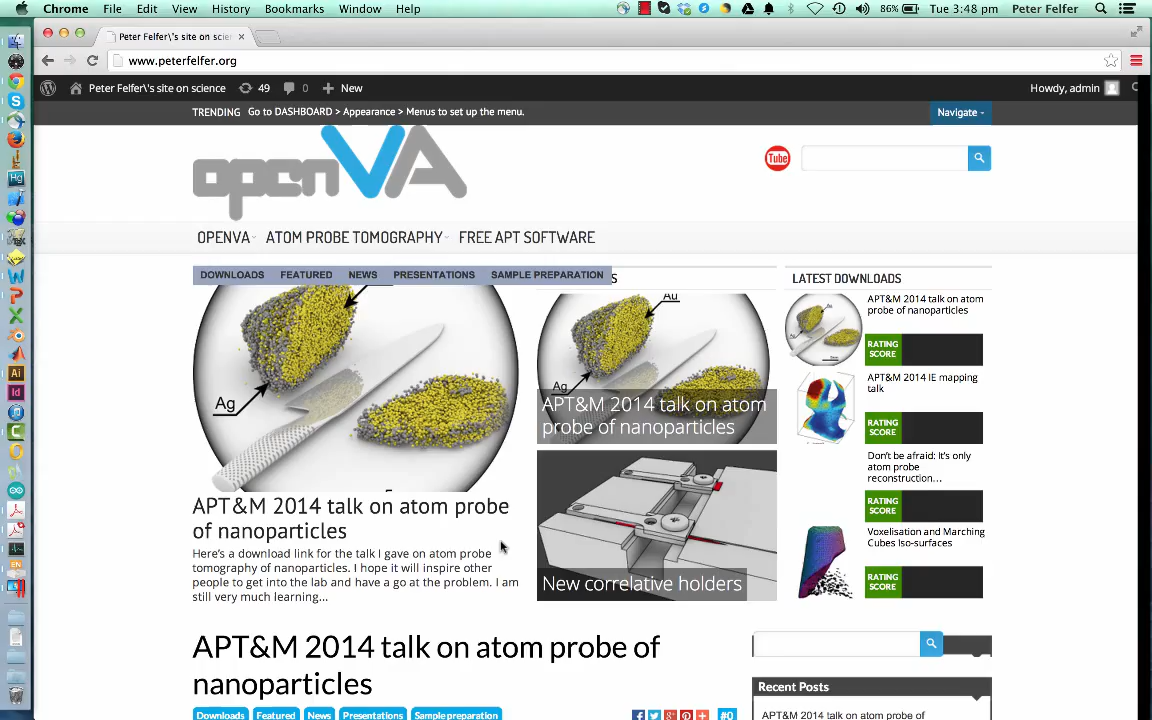 Chrome File Edit View History Bookmarks Window Help 86% Tue 3:48 pm Peter Felfer
Peter Felfer\'s site on scie
www.peterfelfer.org
Peter Felfer\'s site on science 49 0 New Howdy, admin
TRENDING Go to DASHBOARD > Appearance > Menus to set up the menu. Navigate -
openVA
Tube
OPENVA ATOM PROBE TOMOGRAPHY FREE APT SOFTWARE
DOWNLOADS FEATURED NEWS PRESENTATIONS SAMPLE PREPARATION S
Ag
APT&M 2014 talk on atom probe
of nanoparticles
Here's a download link for the talk I gave on atom probe
tomography of nanoparticles. I hope it will inspire other
people to get into the lab and have a go at the problem. I am
still very much learning...
Au
Ag
APT&M 2014 talk on atom
probe of nanoparticles
New correlative holders
LATEST DOWNLOADS
APT&M 2014 talk on atom
probe of nanoparticles
RATING
SCORE
APT&M 2014 IE mapping
talk
RATING
SCORE
Don't be afraid: It's only
atom probe
reconstruction...
RATING
SCORE
Voxelisation and Marching
Cubes Iso-surfaces
RATING
SCORE
APT&M 2014 talk on atom probe of
nanoparticles
Downloads Featured News Presentations Sample preparation #0
Recent Posts
APT&M 2014 talk on atom probe of